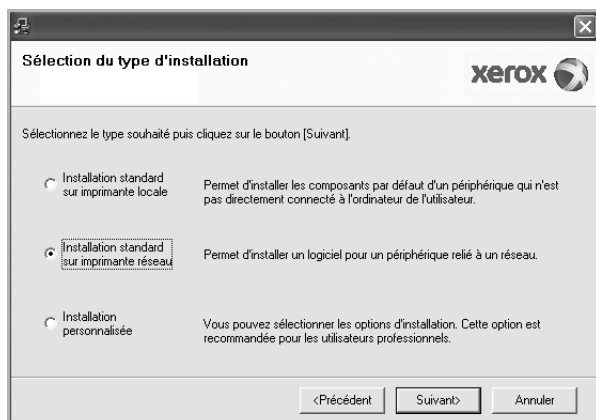 Sélection du type d'installation
xerox
Sélectionnez le type souhaité puis cliquez sur le bouton [Suivant].
Installation standard
sur imprimante locale
Permet d'installer les composants par défaut d'un périphérique qui n'est
pas directement connecté à l'ordinateur de l'utilisateur.
Installation standard
sur imprimante réseau
Permet d'installer un logiciel pour un périphérique relié à un réseau.
Installation
personnalisée
Vous pouvez sélectionner les options d'installation. Cette option est
recommandée pour les utilisateurs professionnels.
<Précédent
Suivant>
Annuler